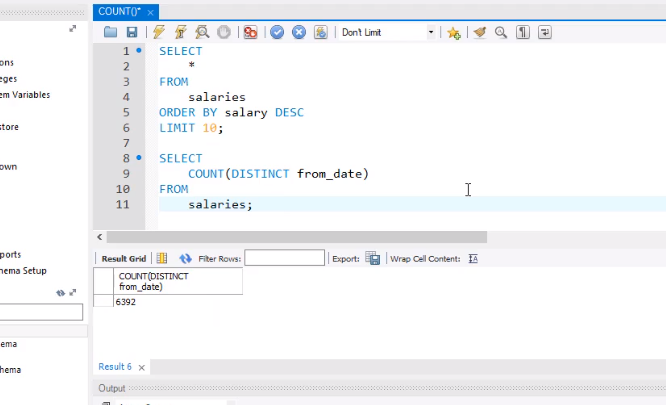 COUNT()*
Don't Limit
1 SELECT
2 *
3 FROM
4 salaries
5 ORDER BY salary DESC
6 LIMIT 10;
7
8 SELECT
9 COUNT(DISTINCT from_date)
10 FROM
11 salaries;
ons
eges
em Variables
store
own
ports
hema Setup
ema
hema
Result Grid Filter Rows: Export: Wrap Cell Content: IA
COUNT(DISTINCT
from_date)
6392
Result 6
Output